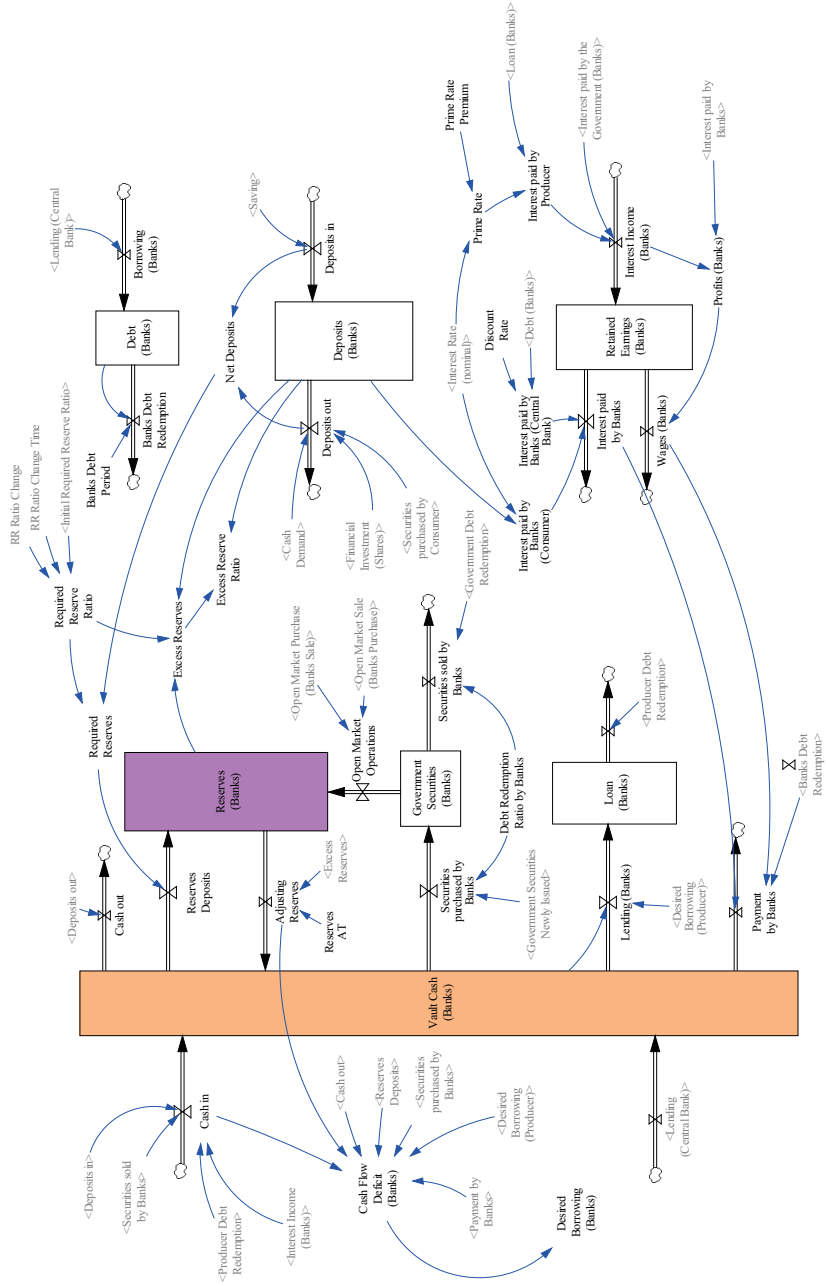 RR Ratio Change
RR Ratio Change Time
<Initial Required Reserve Ratio>
Required
Reserve
Ratio
Banks Debt
Period
Banks Debt
Redemption
Debt
(Banks)
Borrowing
(Banks)
<Lending (Central
Bank)>
Required
Reserves
Excess Reserves
Excess Reserve
Ratio
Net Deposits
<Saving>
Deposits in
Deposits
(Banks)
Deposits out
<Cash
Demand>
<Financial
Investment
(Shares)>
<Securities
purchased by
Consumer>
<Deposits out>
Cash out
Reserves
Deposits
Reserves
(Banks)
Adjusting
Reserves
<Excess
Reserves>
Reserves
AT
<Open Market Purchase
(Banks Sale)>
<Open Market Sale
(Banks Purchase)>
Open Market
Operations
Government
Securities
(Banks)
Securities sold by
Banks
<Government Debt
Redemption>
Securities
purchased by
Banks
Debt Redemption
Ratio by Banks
<Government Securities
Newly Issued>
<Interest Rate
(nominal)>
Prime Rate
Prime Rate
Premium
<Loan (Banks)>
Interest paid by
Producer
<Interest paid by the
Government (Banks)>
Interest Income
(Banks)
<Interest paid by
Banks>
Profits (Banks)
Discount
Rate
<Debt (Banks)>
Interest paid by
Banks (Central
Bank)
Interest paid by
Banks
(Consumer)
Retained
Earnings
(Banks)
Interest paid
by Banks
Wages (Banks)
Loan
(Banks)
<Producer Debt
Redemption>
Lending (Banks)
<Desired
Borrowing
(Producer)>
Payment
by Banks
<Banks Debt
Redemption>
Vault Cash
(Banks)
<Deposits in>
<Securities sold
by Banks>
Cash in
<Producer Debt
Redemption>
<Interest Income
(Banks)>
Cash Flow
Deficit
(Banks)
<Cash out>
<Reserves
Deposits>
<Securities
purchased by
Banks>
<Desired
Borrowing
(Producer)>
<Payment by
Banks>
Desired
Borrowing
(Banks)
<Lending
(Central Bank)>